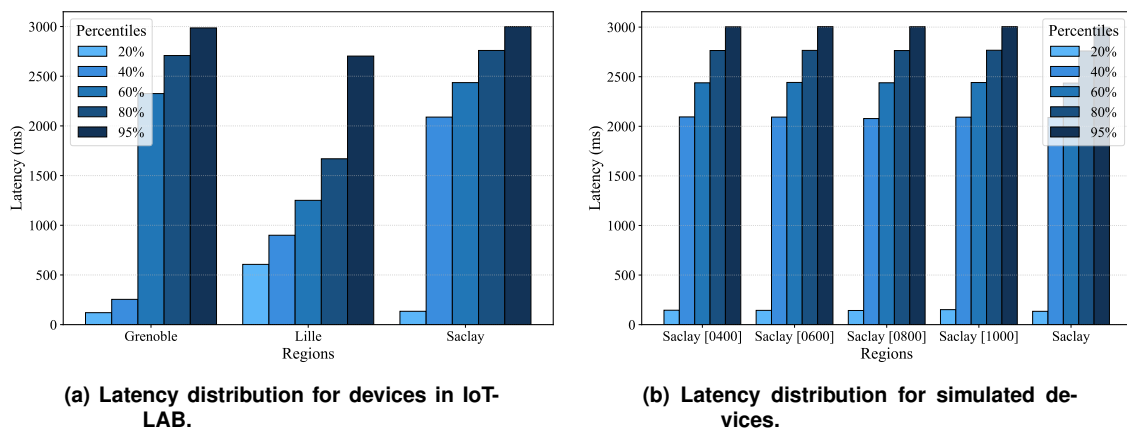 3000
2500
2000
1500
1000
500
0
Latency (ms)
Percentiles
20%
40%
60%
80%
95%
Grenoble
Lille
Saclay
Regions
(a) Latency distribution for devices in IoT-
LAB.
3000
2500
2000
1500
1000
500
0
Latency (ms)
Percentiles
20%
40%
60%
80%
95%
Saclay [0400]
Saclay [0600]
Saclay [0800]
Saclay [1000]
Saclay
Regions
(b) Latency distribution for simulated de-
vices.